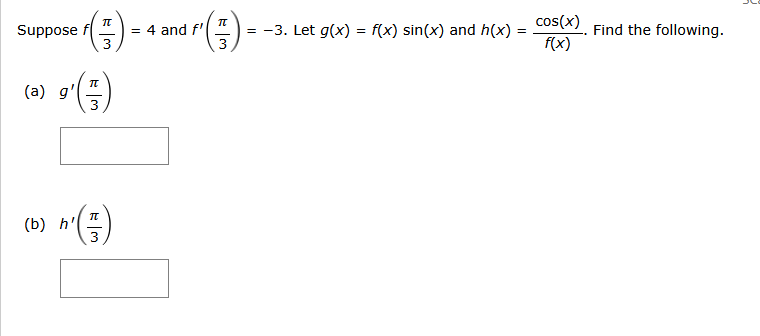 Suppose f(π/3) = 4 and f'(π/3) = −3. Let g(x) = f(x) sin(x) and h(x) = cos(x)/f(x). Find the following.
(a) g'(π/3)
(b) h'(π/3)